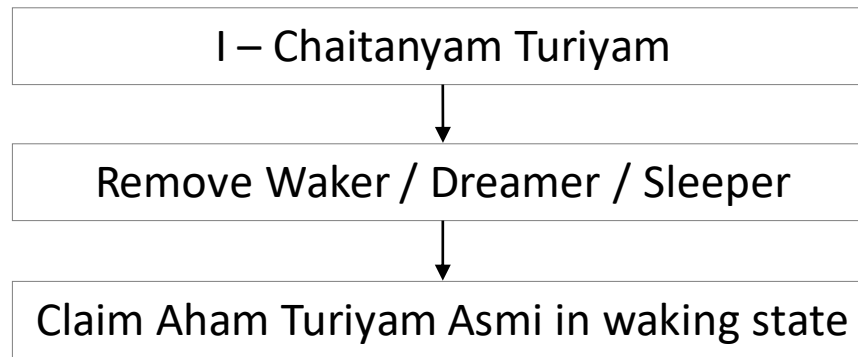 I – Chaitanyam Turiyam
Remove Waker / Dreamer / Sleeper
Claim Aham Turiyam Asmi in waking state